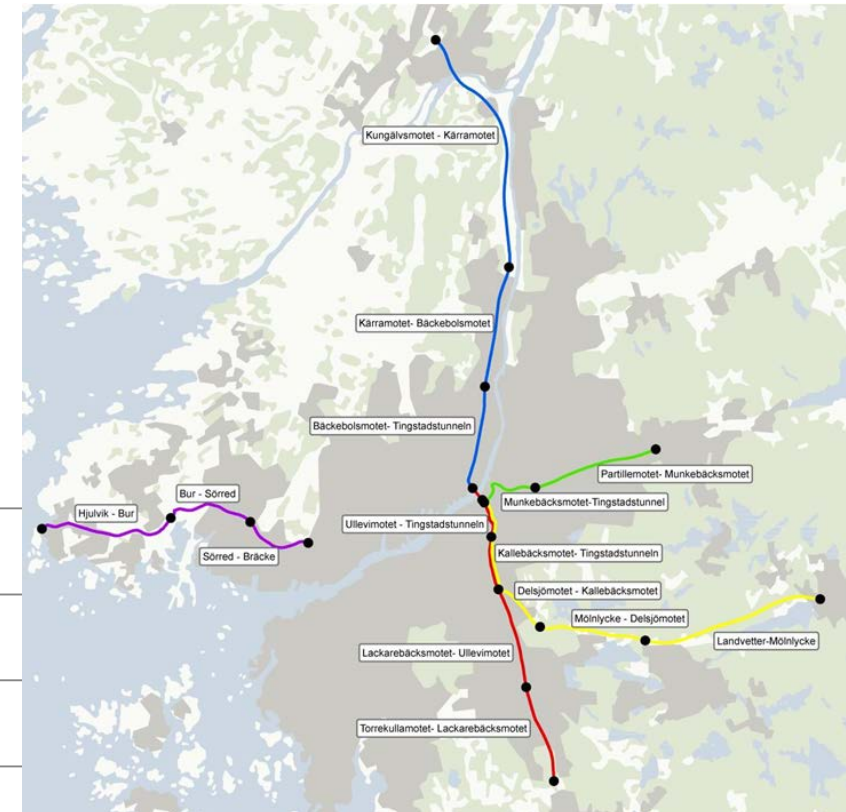 Kungälvsmotet - Kärramotet
Kärramotet- Bäckebolsmotet
Bäckebolsmotet- Tingstadstunneln
Partillemotet- Munkebäcksmotet
Bur - Sörred
Munkebäcksmotet-Tingstadstunnel
Hjulvik - Bur
Ullevimotet - Tingstadstunneln
Sörred - Bräcke
Kallebäcksmotet- Tingstadstunneln
Delsjömotet - Kallebäcksmotet
Mölnlycke - Delsjömotet
Landvetter-Mölnlycke
Lackarebäcksmotet- Ullevimotet
Torrekullamotet- Lackarebäcksmotet